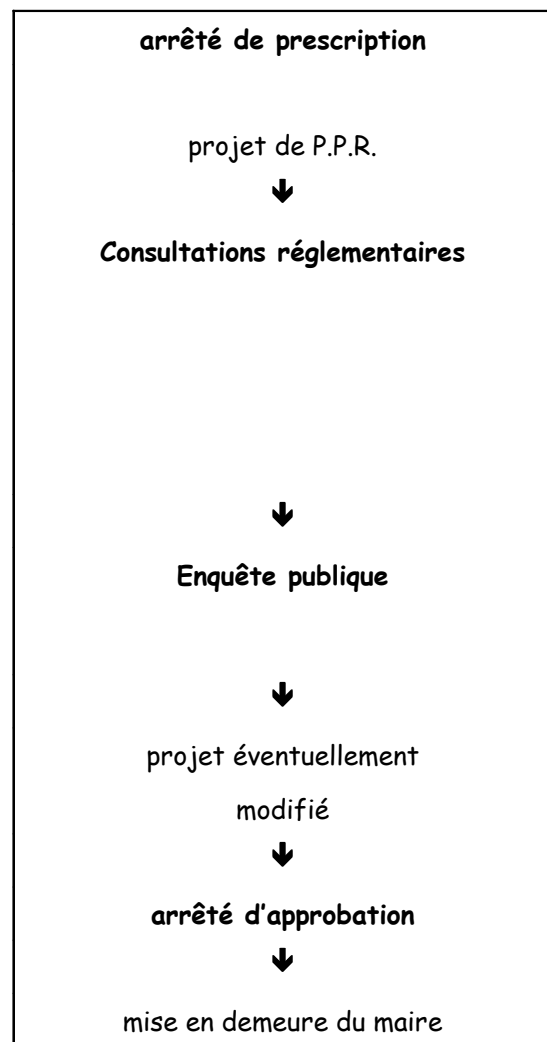 arrêté de prescription
projet de P.P.R.
🡻
Consultations réglementaires
🡻
Enquête publique
🡻
projet éventuellement
modifié
🡻
arrêté d’approbation
🡻
mise en demeure du maire